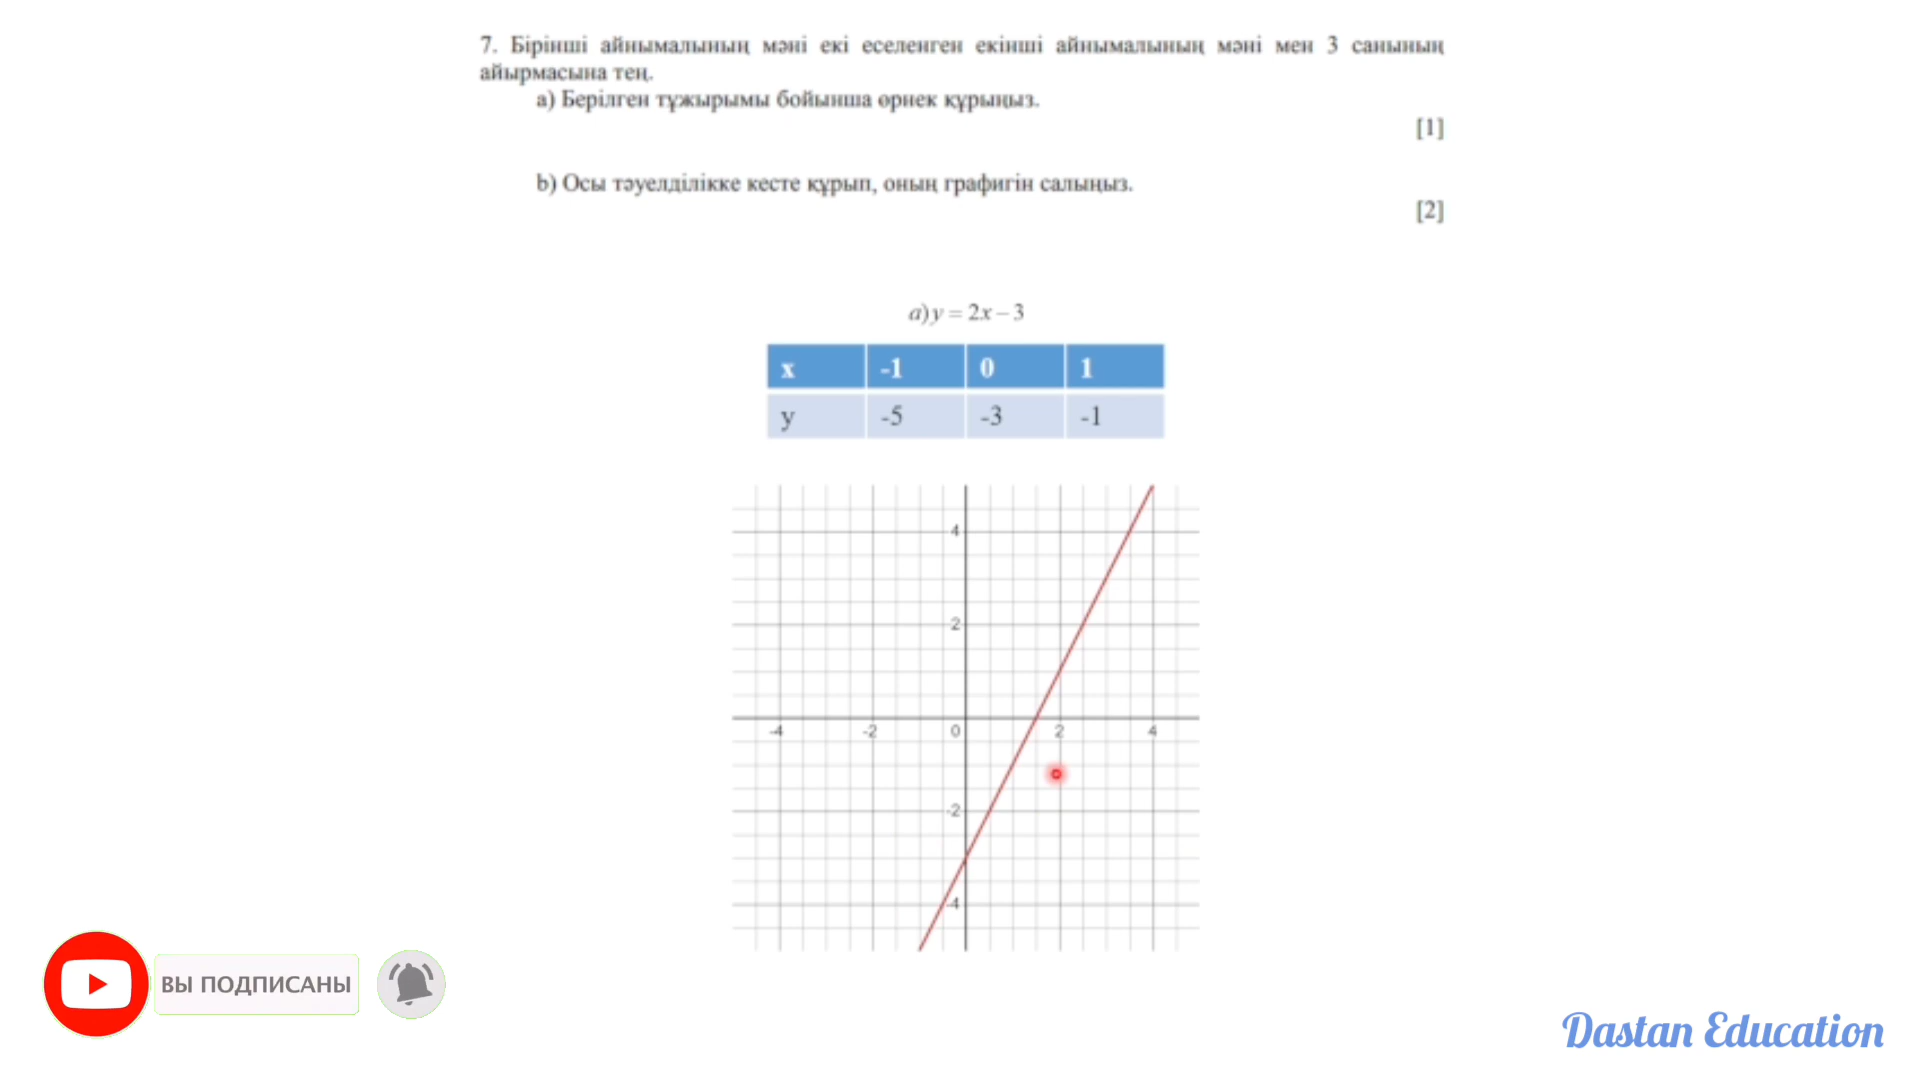 7. Бірінші айнымалының мәні екі еселенген екінші айнымалының мәні мен 3 санының
айырмасына тең.
a) Берілген тұжырымы бойынша өрнек құрыңыз.
[1]
b) Осы тәуелділікке кесте құрып, оның графигін салыңыз.
[2]
a) y = 2x – 3
x -1 0 1
y -5 -3 -1
4
2
-4 -2 0 2 4
-2
-4
ВЫ ПОДПИСАНЫ
Dastan Education